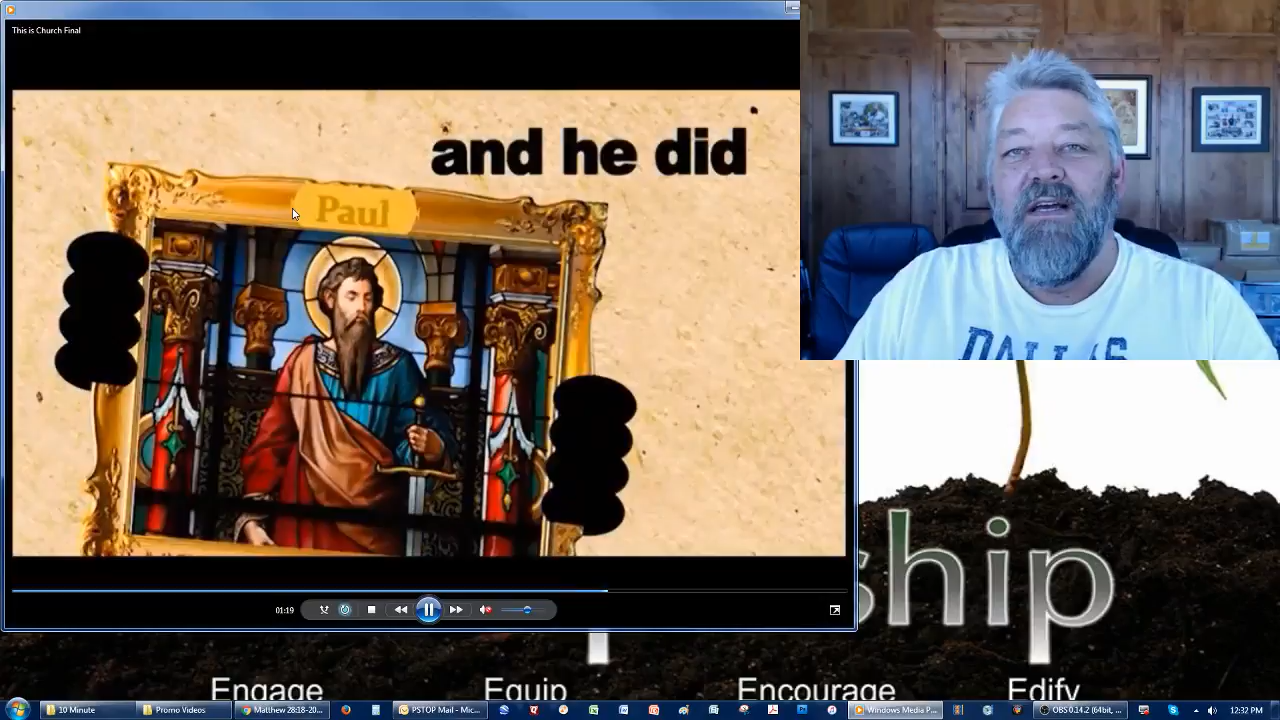 This is Church Final
and he did
Paul
DALLAS
01:19
ship
Engage
Equip
Encourage
Edify
10 Minute
Promo Videos
Matthew 28:18-20...
PSTOP Mail - Mic...
Windows Media P...
OBS 0.14.2 (64bit, ...
12:32 PM